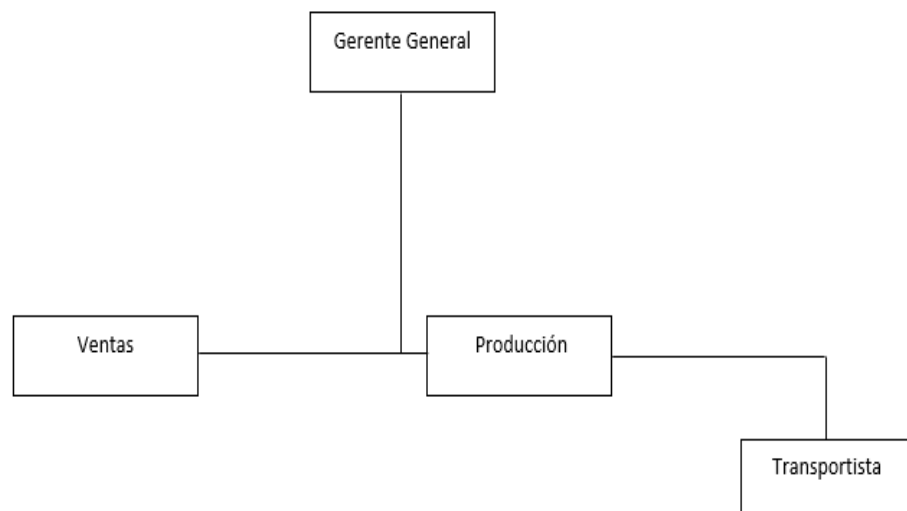 Gerente General
Ventas
Producción
Transportista